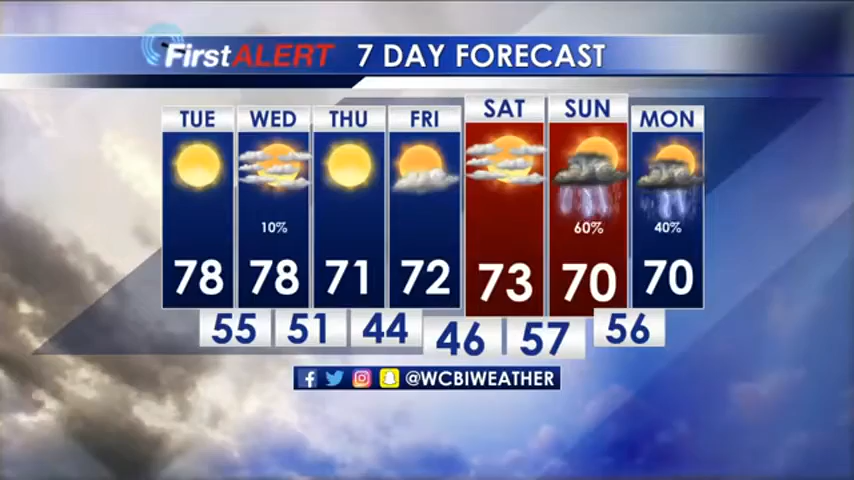 FirstALERT 7 DAY FORECAST
TUE WED THU FRI SAT SUN MON
10% 60% 40%
78 78 71 72 73 70 70
55 51 44 46 57 56
@WCBIWEATHER